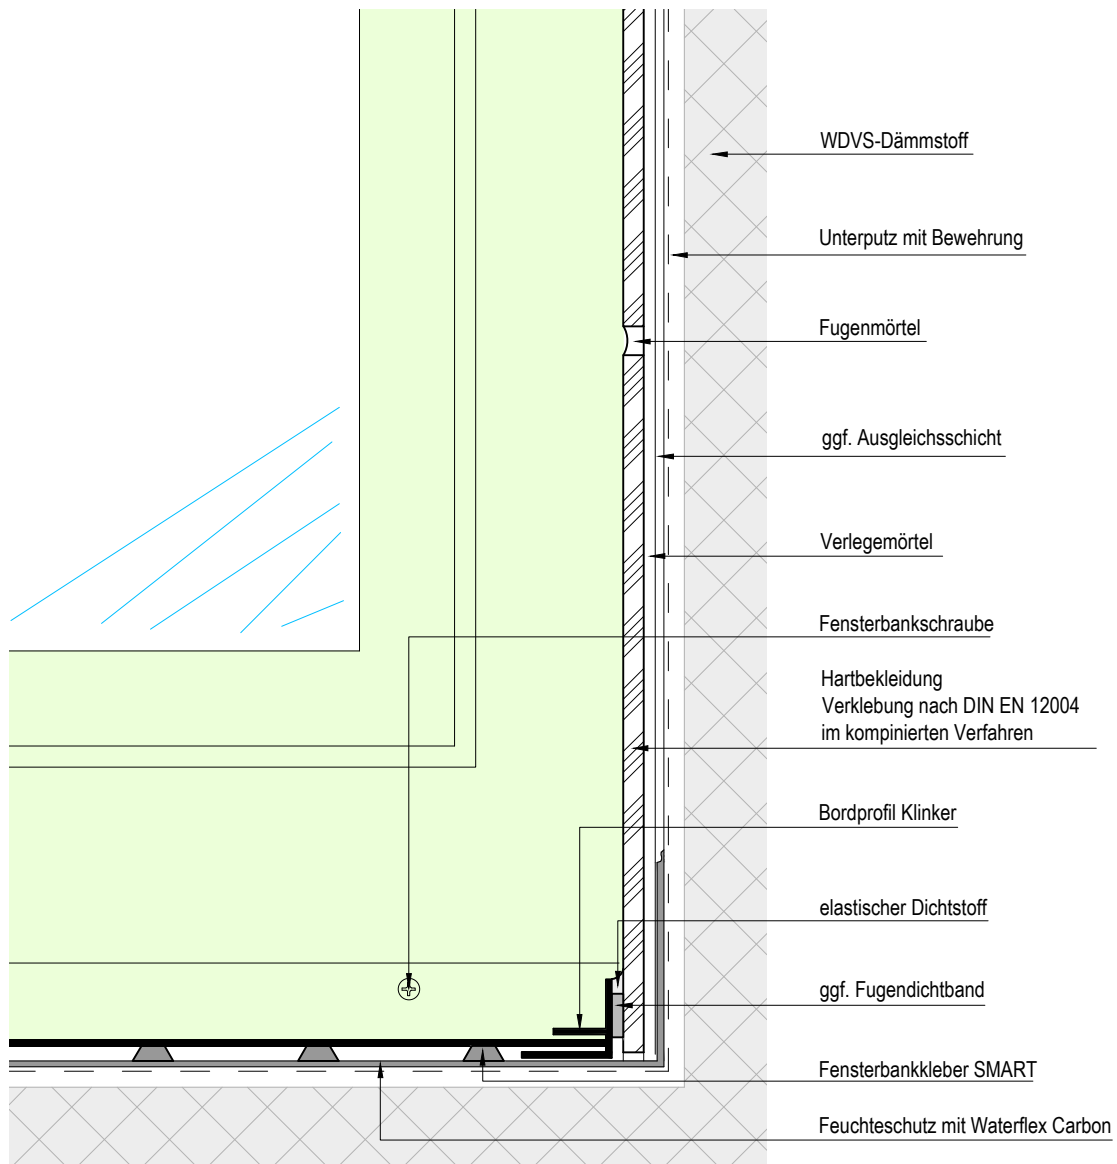 WDVS-Dämmstoff
Unterputz mit Bewehrung
Fugenmörtel
ggf. Ausgleichsschicht
Verlegemörtel
Fensterbankschraube
Hartbekleidung
Verklebung nach DIN EN 12004
im kompinierten Verfahren
Bordprofil Klinker
elastischer Dichtstoff
ggf. Fugendichtband
Fensterbankkleber SMART
Feuchteschutz mit Waterflex Carbon